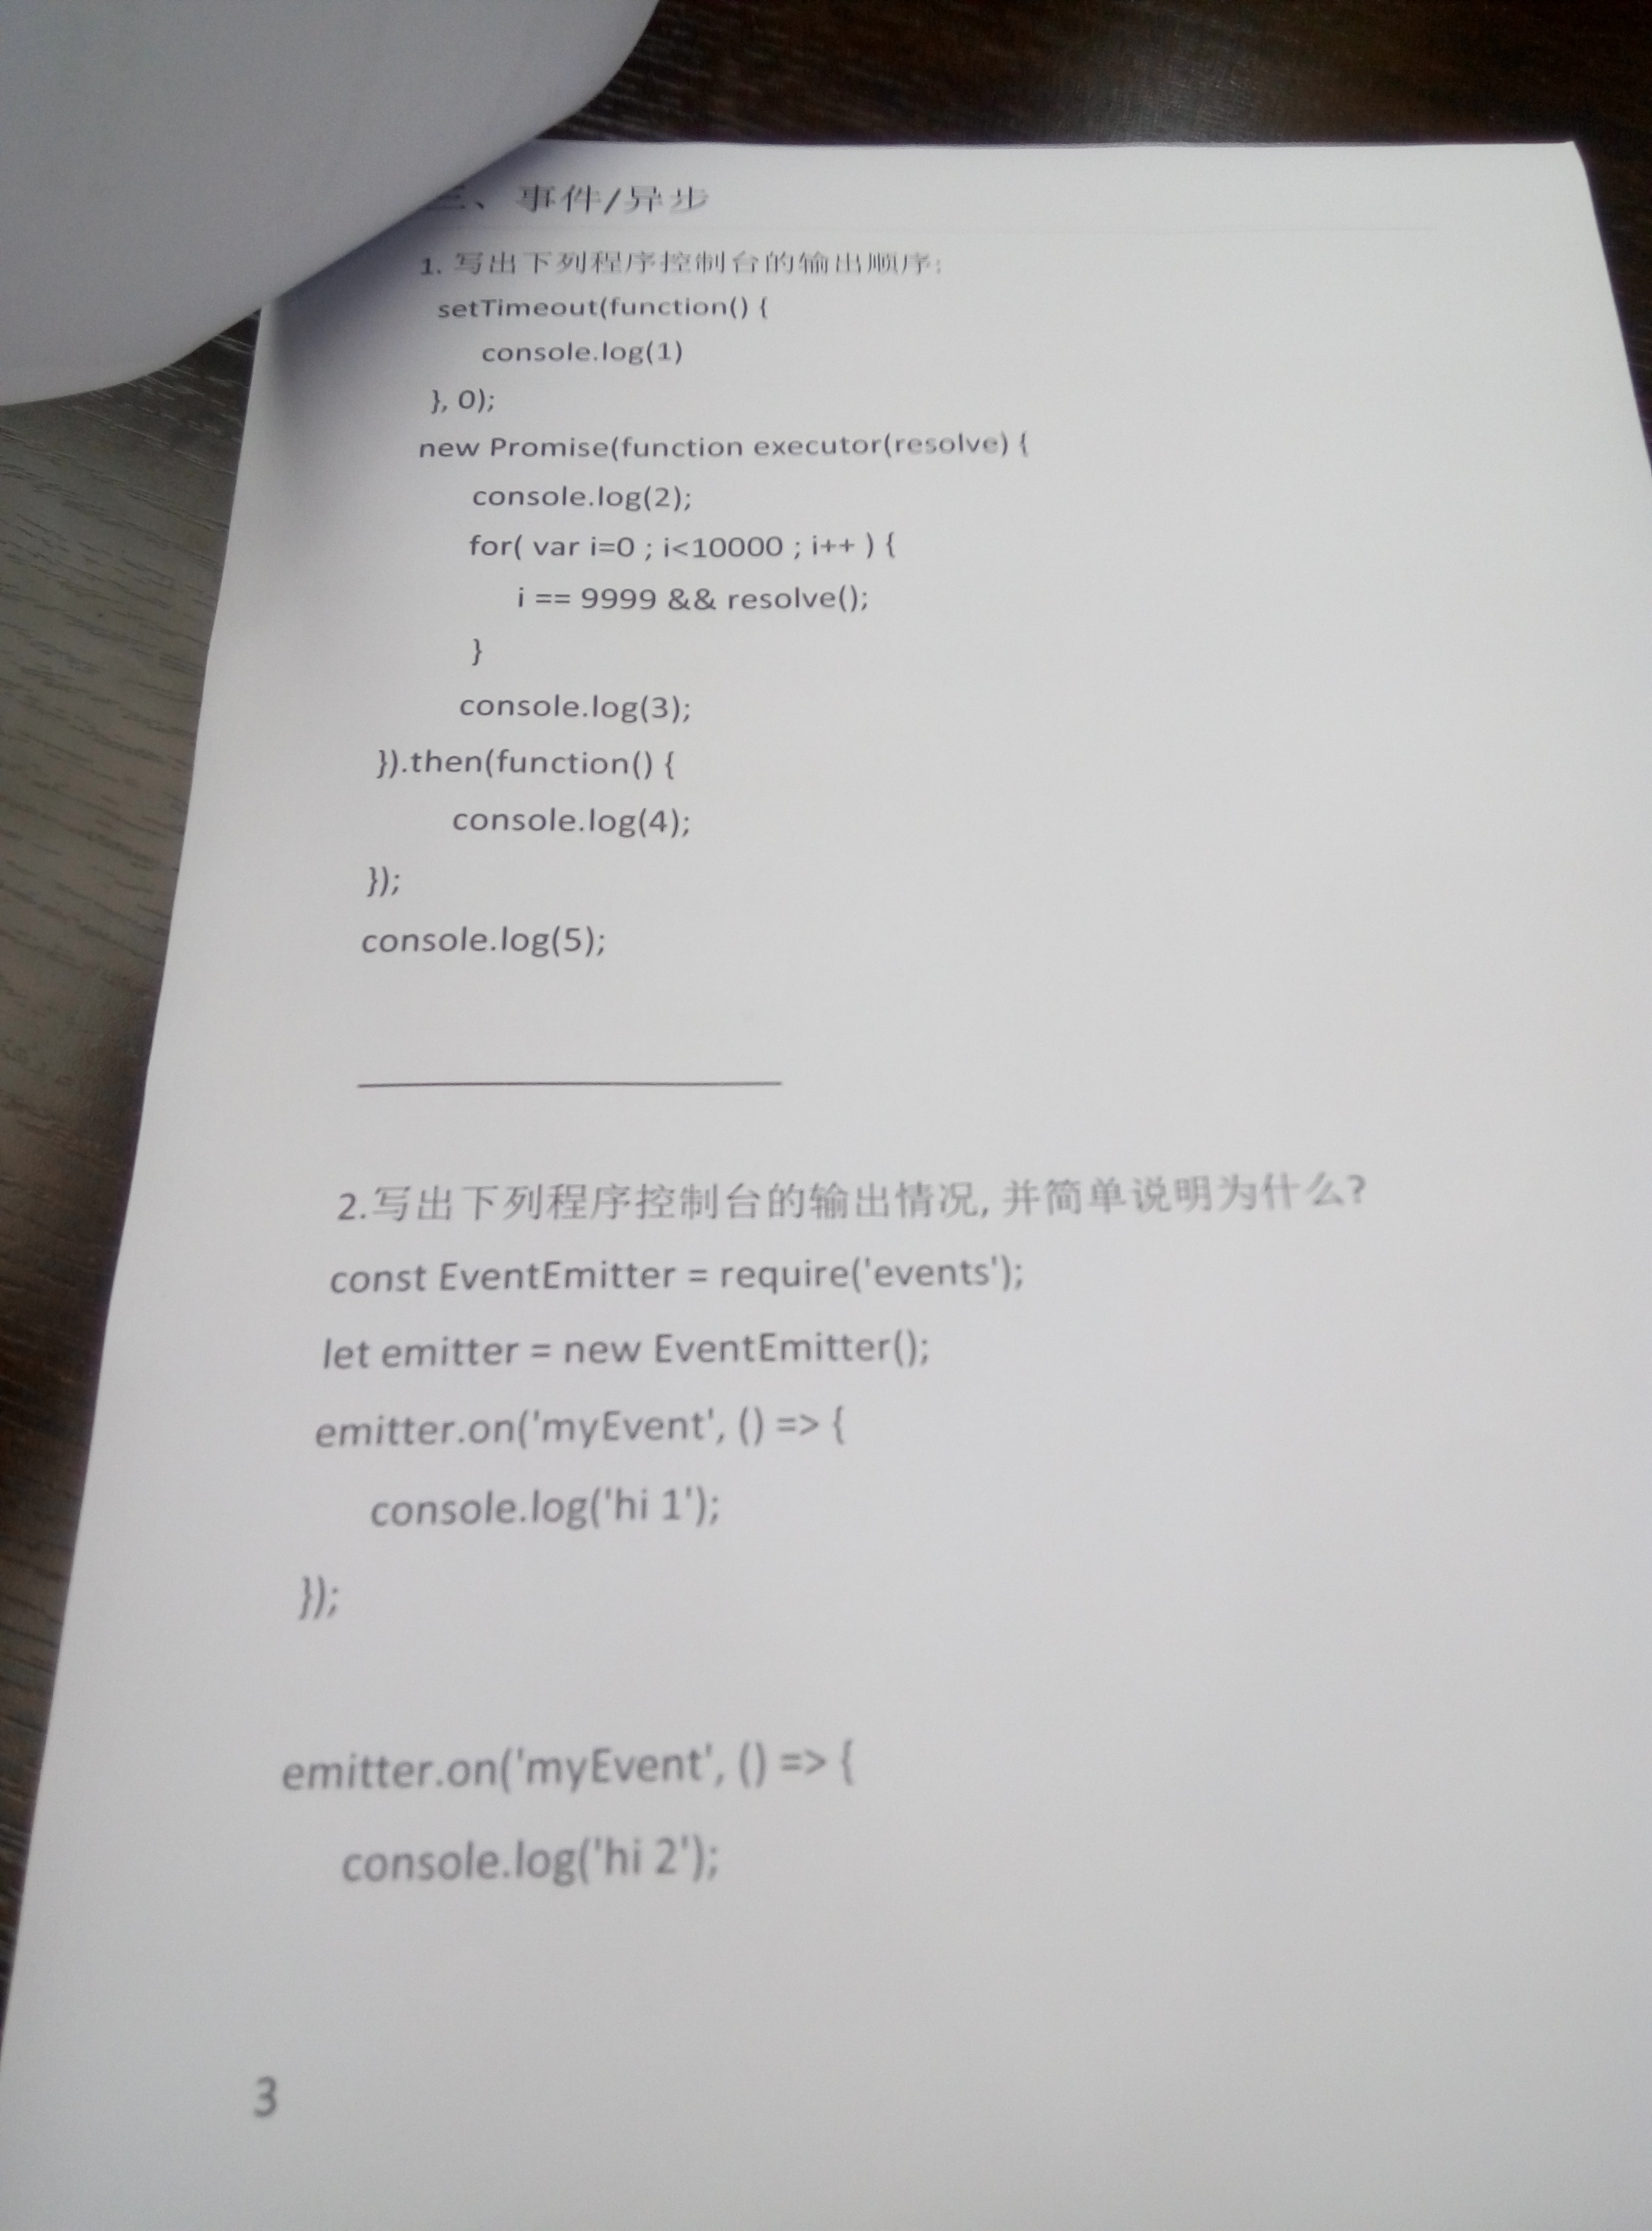 三、事件/异步
1. 写出下列程序控制台的输出顺序:
setTimeout(function() {
console.log(1)
}, 0);
new Promise(function executor(resolve) {
console.log(2);
for( var i=0 ; i<10000 ; i++ ) {
i == 9999 && resolve();
}
console.log(3);
}).then(function() {
console.log(4);
});
console.log(5);
2.写出下列程序控制台的输出情况, 并简单说明为什么?
const EventEmitter = require('events');
let emitter = new EventEmitter();
emitter.on('myEvent', () => {
console.log('hi 1');
});
emitter.on('myEvent', () => {
console.log('hi 2');
3